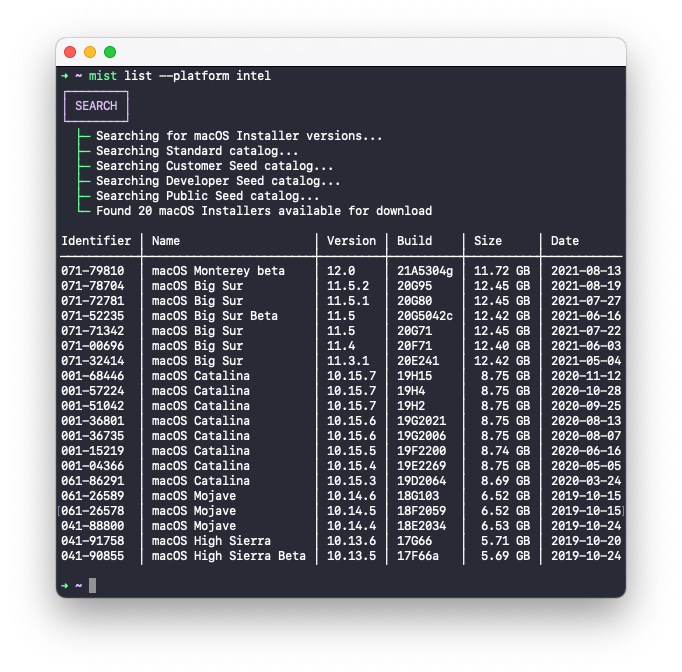 → ~ mist list --platform intel
SEARCH
Searching for macOS Installer versions...
Searching Standard catalog...
Searching Customer Seed catalog...
Searching Developer Seed catalog...
Searching Public Seed catalog...
Found 20 macOS Installers available for download
Identifier │ Name │ Version │ Build │ Size │ Date
071-79810 │ macOS Monterey beta │ 12.0 │ 21A5304g │ 11.72 GB │ 2021-08-13
071-78704 │ macOS Big Sur │ 11.5.2 │ 20G95 │ 12.45 GB │ 2021-08-19
071-72781 │ macOS Big Sur │ 11.5.1 │ 20G80 │ 12.45 GB │ 2021-07-27
071-52235 │ macOS Big Sur Beta │ 11.5 │ 20G5042c │ 12.42 GB │ 2021-06-16
071-71342 │ macOS Big Sur │ 11.5 │ 20G71 │ 12.45 GB │ 2021-07-22
071-00696 │ macOS Big Sur │ 11.4 │ 20F71 │ 12.40 GB │ 2021-06-03
071-32414 │ macOS Big Sur │ 11.3.1 │ 20E241 │ 12.42 GB │ 2021-05-04
001-68446 │ macOS Catalina │ 10.15.7 │ 19H15 │ 8.75 GB │ 2020-11-12
001-57224 │ macOS Catalina │ 10.15.7 │ 19H4 │ 8.75 GB │ 2020-10-28
001-51042 │ macOS Catalina │ 10.15.7 │ 19H2 │ 8.75 GB │ 2020-09-25
001-36801 │ macOS Catalina │ 10.15.6 │ 19G2021 │ 8.75 GB │ 2020-08-13
001-36735 │ macOS Catalina │ 10.15.6 │ 19G2006 │ 8.75 GB │ 2020-08-07
001-15219 │ macOS Catalina │ 10.15.5 │ 19F2200 │ 8.74 GB │ 2020-06-16
001-04366 │ macOS Catalina │ 10.15.4 │ 19E2269 │ 8.75 GB │ 2020-05-05
061-86291 │ macOS Catalina │ 10.15.3 │ 19D2064 │ 8.69 GB │ 2020-03-24
061-26589 │ macOS Mojave │ 10.14.6 │ 18G103 │ 6.52 GB │ 2019-10-15
[061-26578 │ macOS Mojave │ 10.14.5 │ 18F2059 │ 6.52 GB │ 2019-10-15]
041-88800 │ macOS Mojave │ 10.14.4 │ 18E2034 │ 6.53 GB │ 2019-10-24
041-91758 │ macOS High Sierra │ 10.13.6 │ 17G66 │ 5.71 GB │ 2019-10-20
041-90855 │ macOS High Sierra Beta │ 10.13.5 │ 17F66a │ 5.69 GB │ 2019-10-24
→ ~